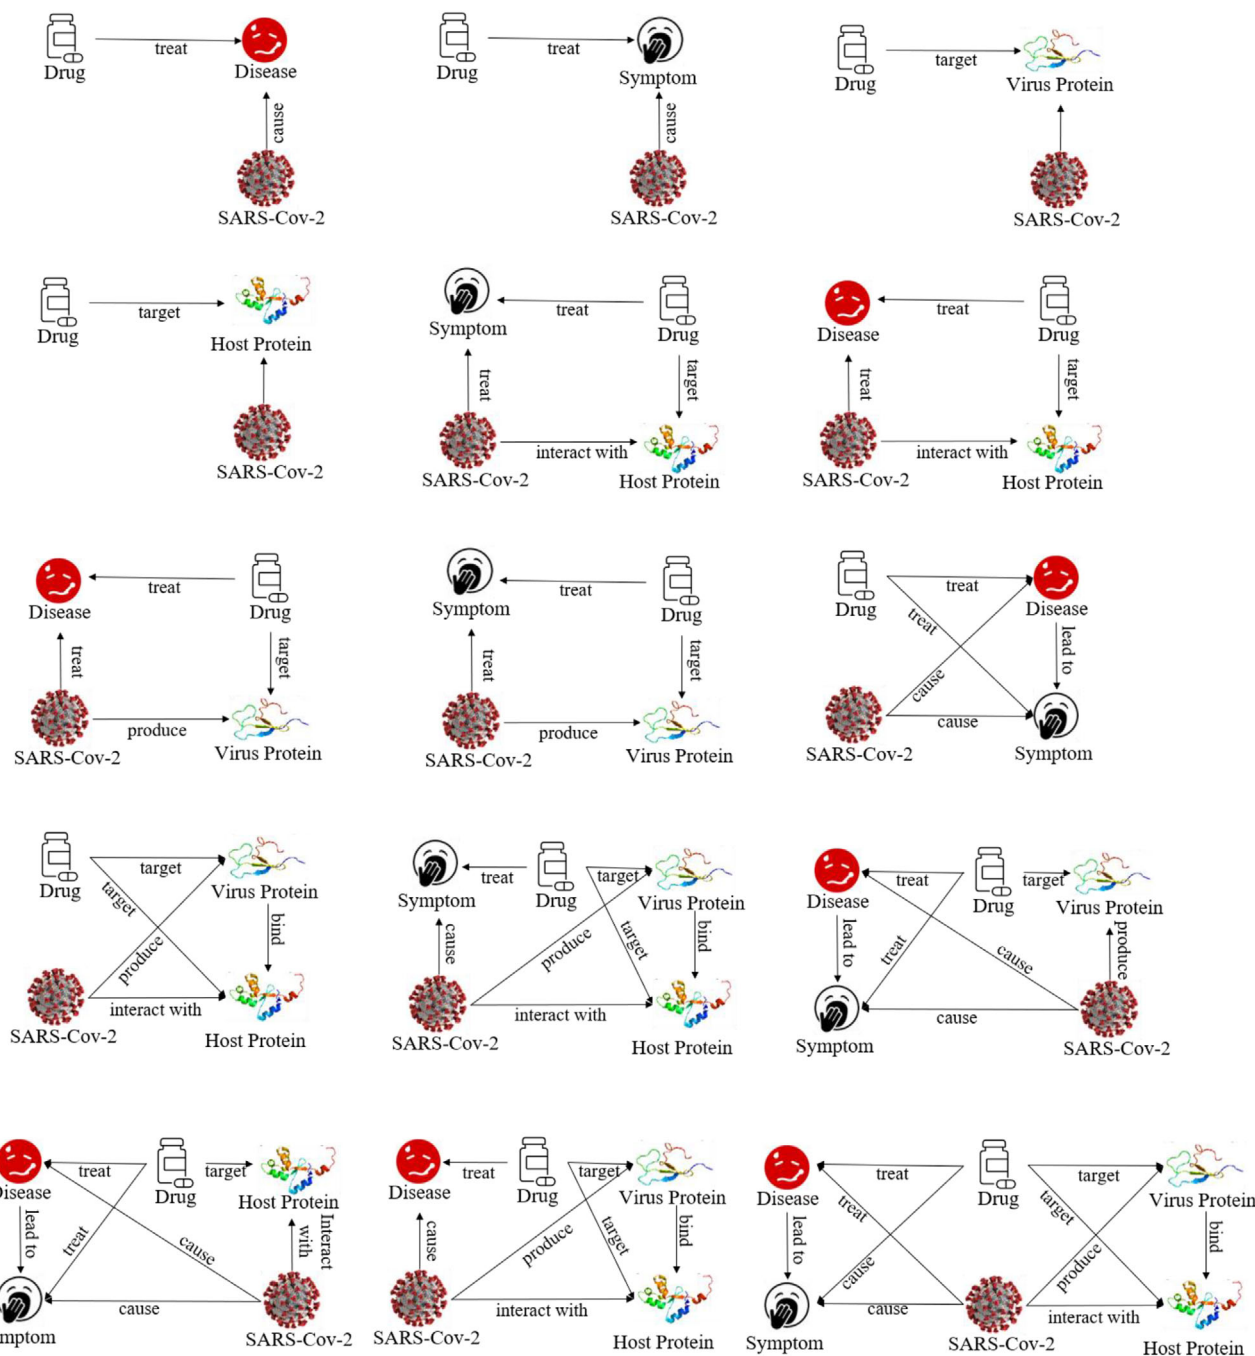 treat
Drug
Disease
cause
SARS-Cov-2
treat
Drug
Symptom
cause
SARS-Cov-2
target
Drug
Virus Protein
SARS-Cov-2
target
Drug
Host Protein
SARS-Cov-2
treat
Symptom
Drug
treat
target
interact with
SARS-Cov-2
Host Protein
treat
Disease
Drug
treat
target
interact with
SARS-Cov-2
Host Protein
treat
Disease
Drug
treat
target
produce
SARS-Cov-2
Virus Protein
treat
Symptom
Drug
treat
target
produce
SARS-Cov-2
Virus Protein
treat
Drug
Disease
treat
lead to
cause
cause
SARS-Cov-2
Symptom
target
Drug
Virus Protein
target
bind
produce
interact with
SARS-Cov-2
Host Protein
treat
target
Symptom
Drug
Virus Protein
cause
produce
target
bind
interact with
SARS-Cov-2
Host Protein
treat
target
Disease
Drug
Virus Protein
lead to
treat
cause
produce
cause
Symptom
SARS-Cov-2
treat
target
Disease
Drug
Host Protein
lead to
treat
cause
Interact
with
cause
mptom
SARS-Cov-2
treat
target
Disease
Drug
Virus Protein
cause
produce
target
bind
interact with
SARS-Cov-2
Host Protein
treat
target
Disease
Drug
Virus Protein
lead to
treat
cause
target
produce
bind
cause
interact with
Symptom
SARS-Cov-2
Host Protein